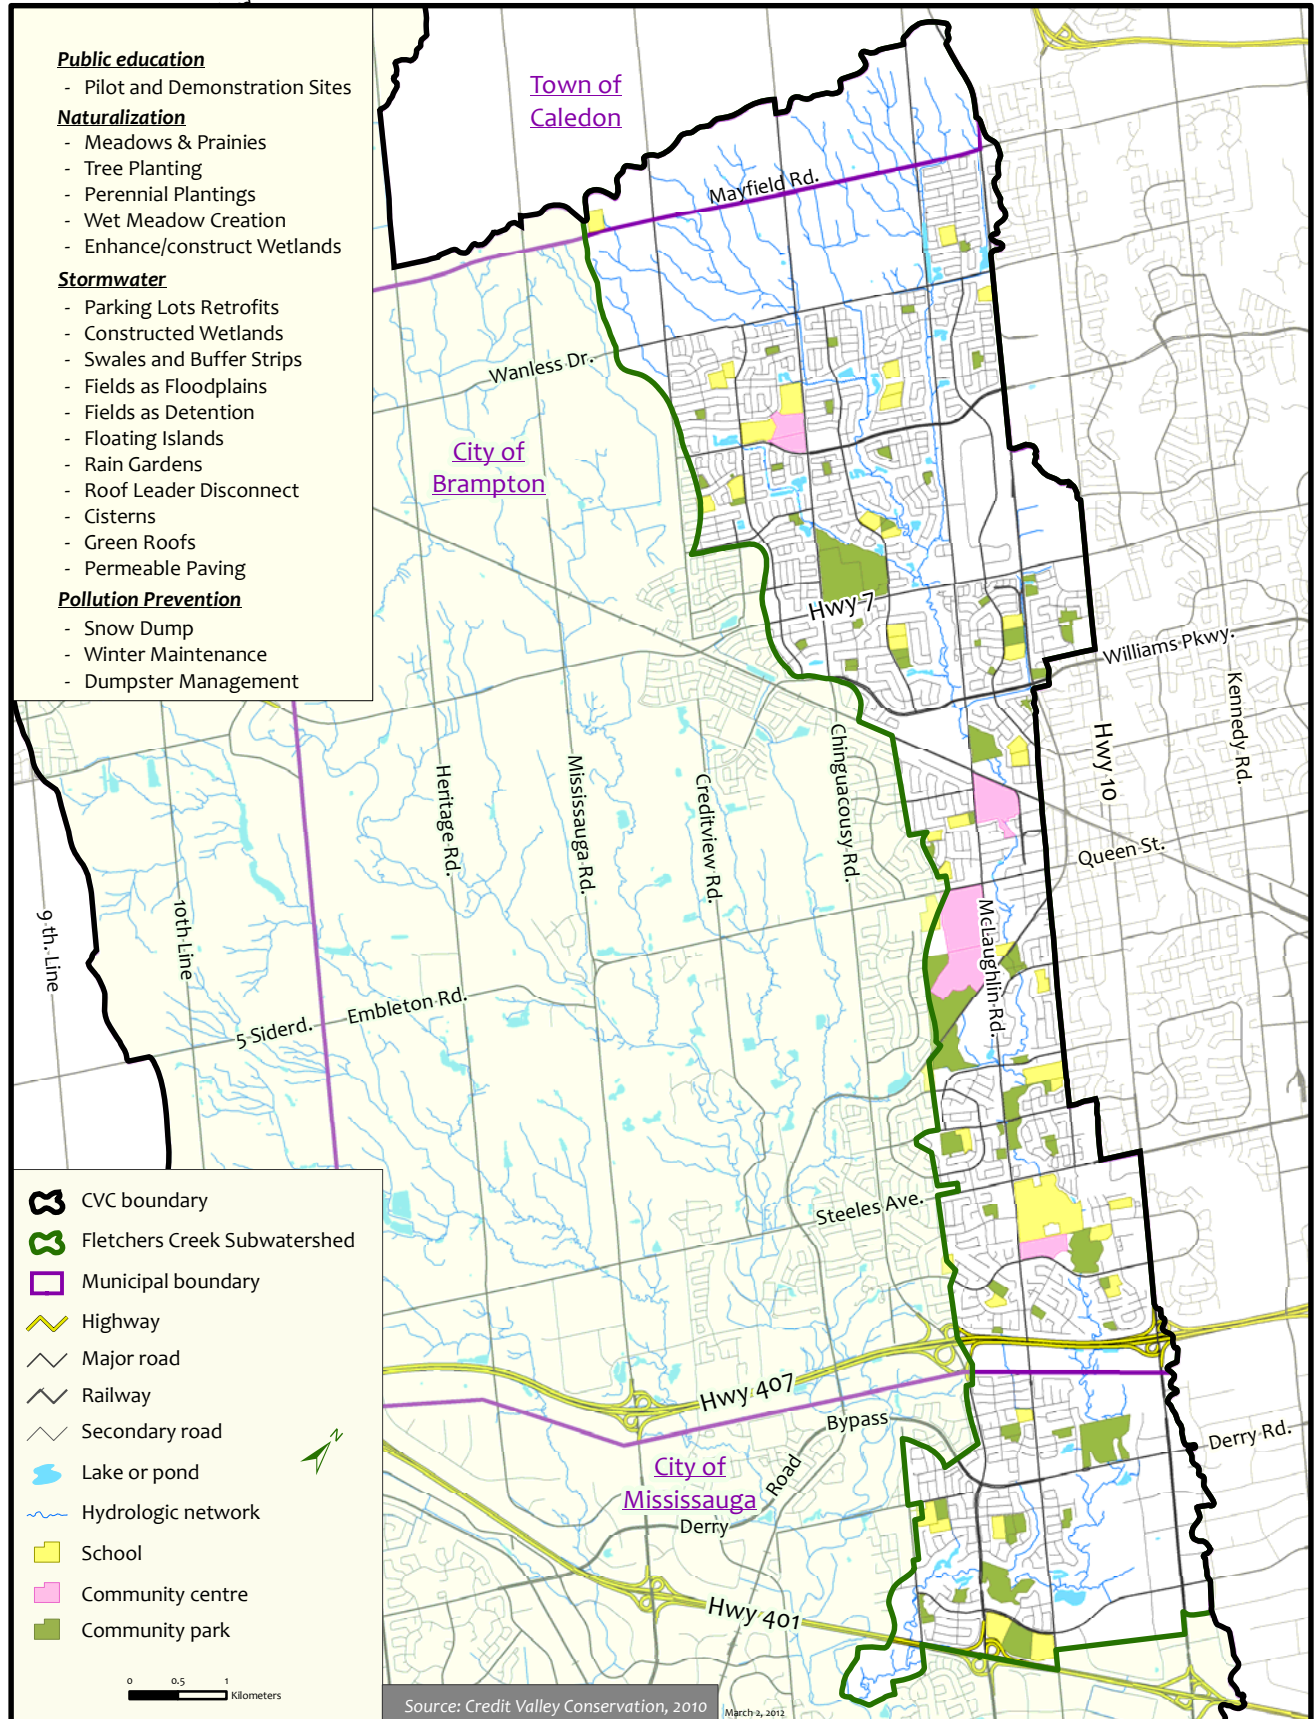 Public education
- Pilot and Demonstration Sites
Naturalization
- Meadows & Prainies
- Tree Planting
- Perennial Plantings
- Wet Meadow Creation
- Enhance/construct Wetlands
Stormwater
- Parking Lots Retrofits
- Constructed Wetlands
- Swales and Buffer Strips
- Fields as Floodplains
- Fields as Detention
- Floating Islands
- Rain Gardens
- Roof Leader Disconnect
- Cisterns
- Green Roofs
- Permeable Paving
Pollution Prevention
- Snow Dump
- Winter Maintenance
- Dumpster Management
Town of
Caledon
Mayfield Rd.
Wanless Dr.
City of
Brampton
Hwy 7
Williams Pkwy.
Kennedy Rd.
Hwy 10
Chinguacousy Rd.
Creditview Rd.
Mississauga Rd.
Heritage Rd.
Queen St.
McLaughlin Rd.
9 th. Line
10th Line
5 Siderd.
Embleton Rd.
Steeles Ave.
Hwy 407
Bypass
Derry Rd.
City of
Mississauga
Road
Derry
Hwy 401
CVC boundary
Fletchers Creek Subwatershed
Municipal boundary
Highway
Major road
Railway
Secondary road
N
Lake or pond
Hydrologic network
School
Community centre
Community park
0 0.5 1
Kilometers
Source: Credit Valley Conservation, 2010
March 2, 2012